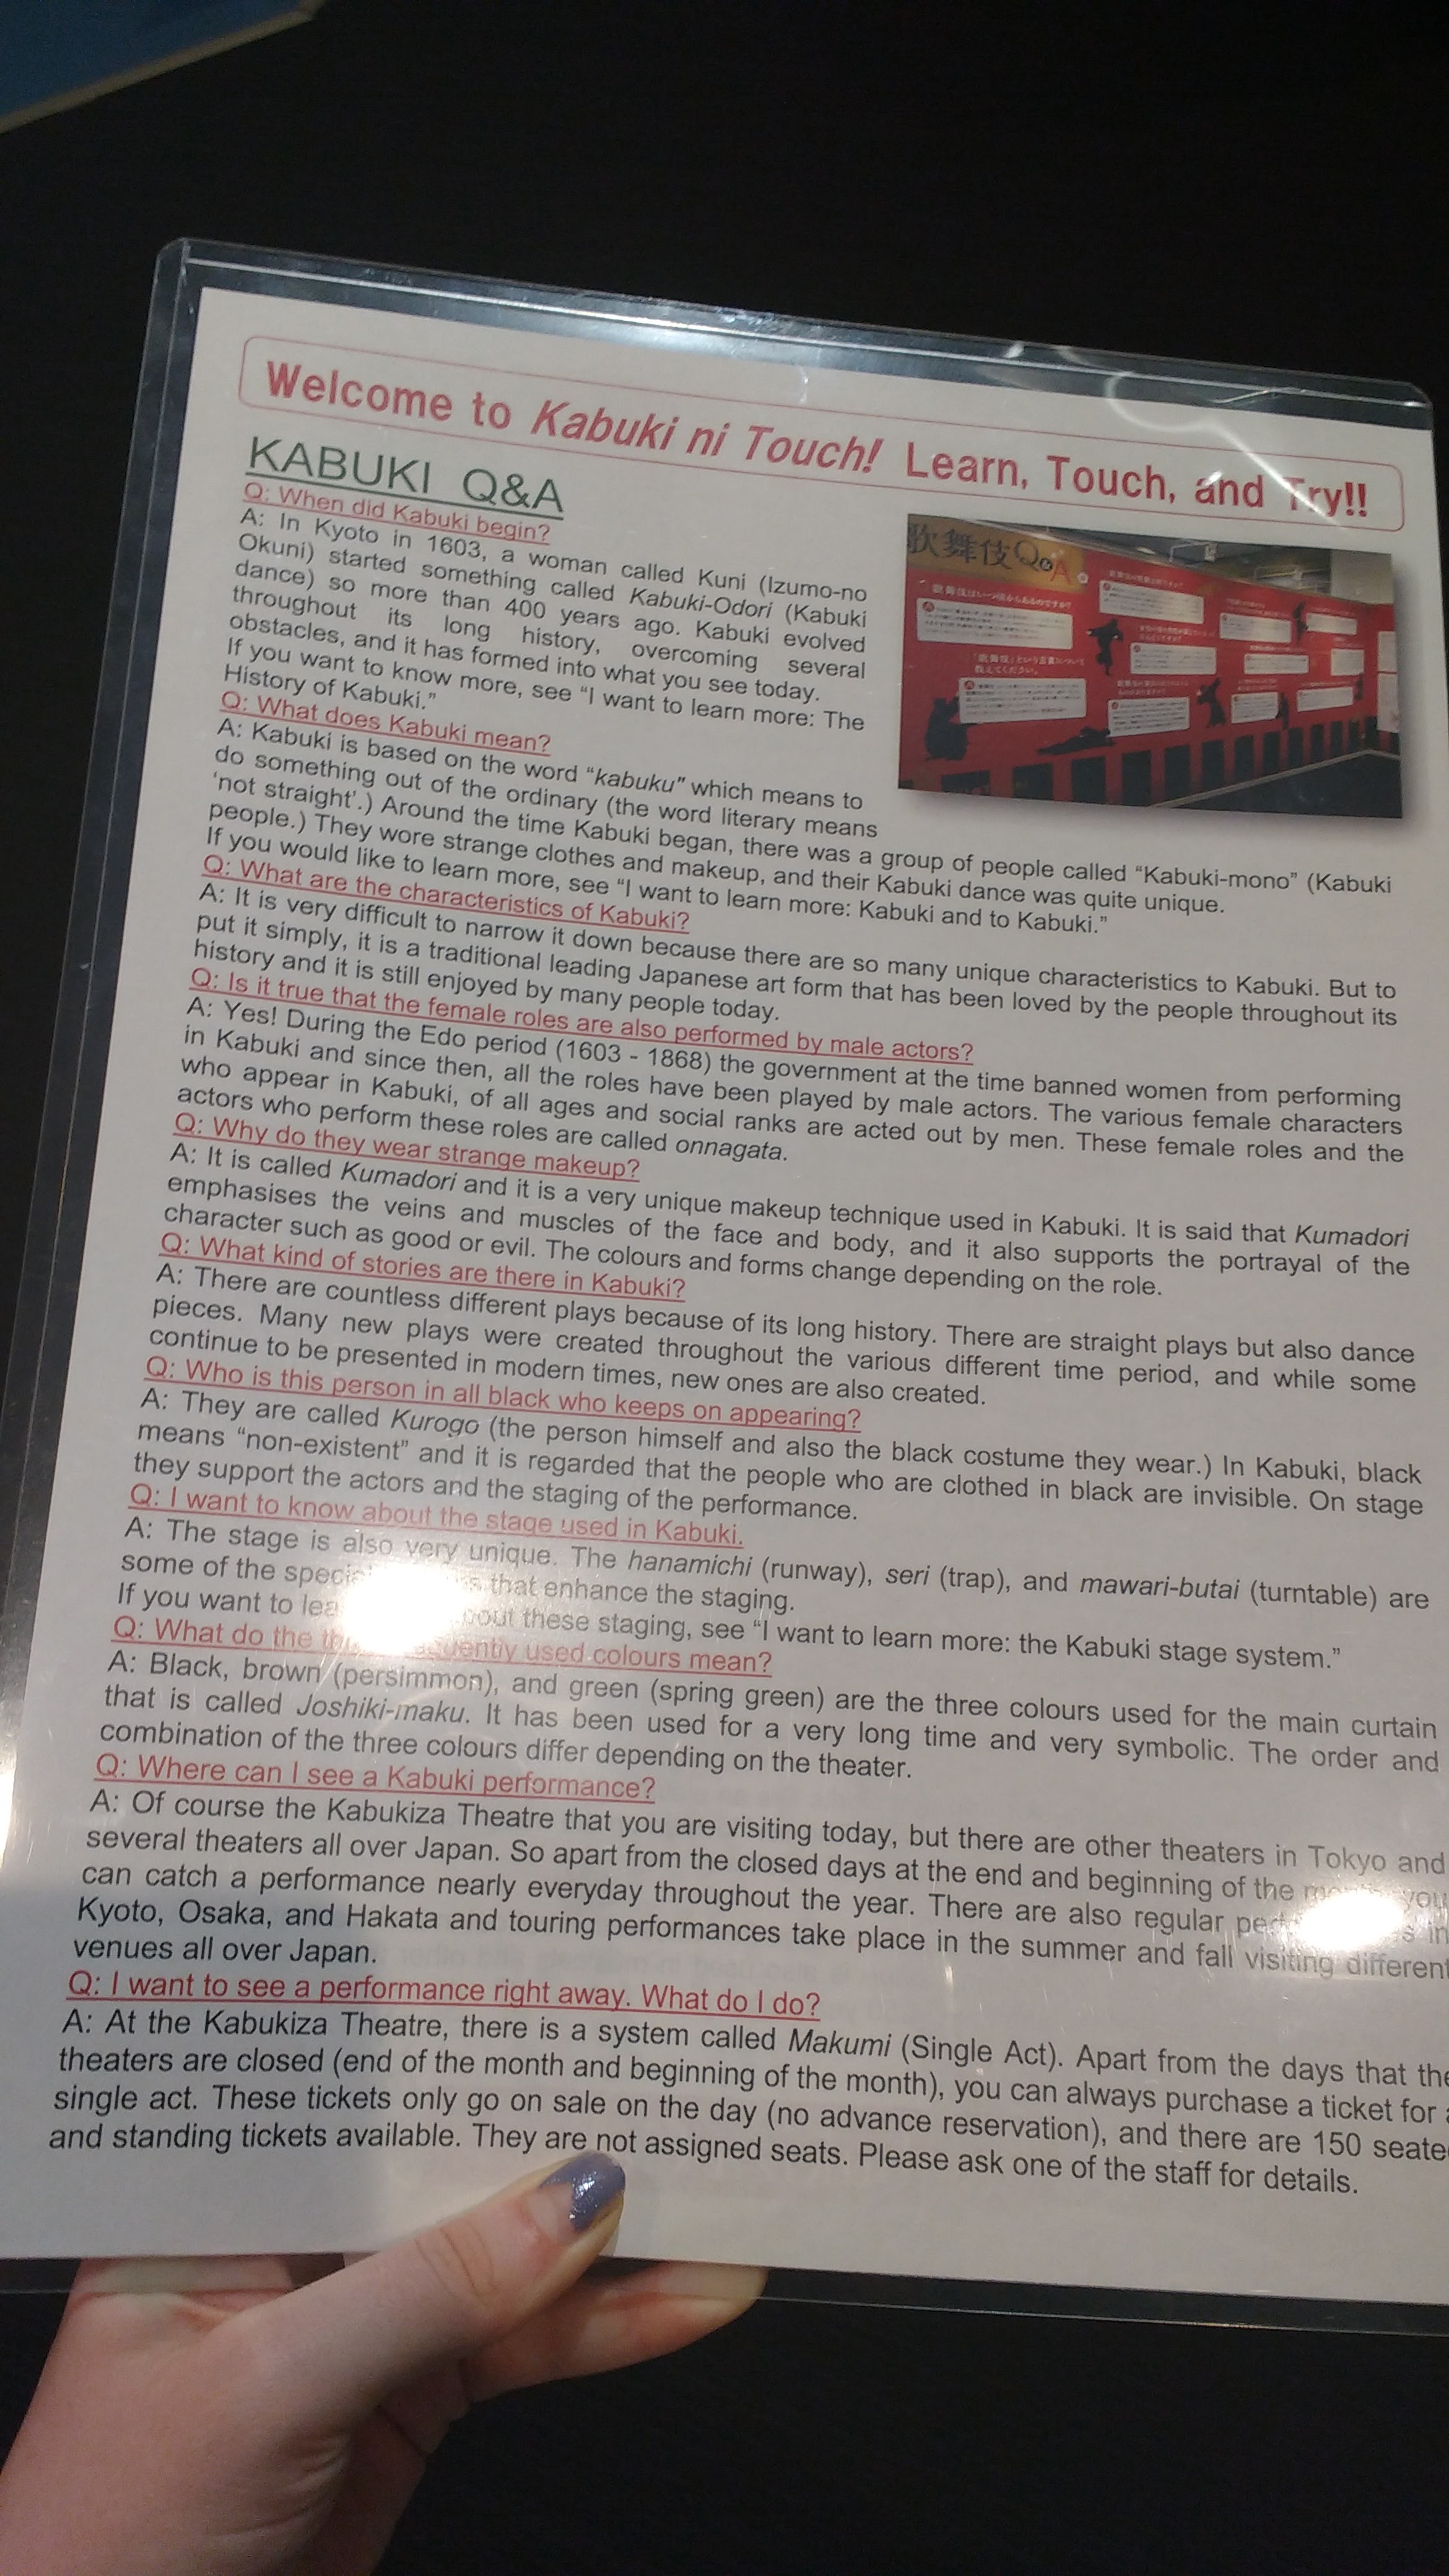 Welcome to Kabuki ni Touch! Learn, Touch, and Try!!
KABUKI Q&A
Q: When did Kabuki begin?
A: In Kyoto in 1603, a woman called Kuni (Izumo-no
Okuni) started something called Kabuki-Odori (Kabuki
dance) so more than 400 years ago. Kabuki evolved
throughout its long history, overcoming several
obstacles, and it has formed into what you see today.
If you want to know more, see “I want to learn more: The
History of Kabuki.”
歌舞伎Q&A
Q: What does Kabuki mean?
A: Kabuki is based on the word “kabuku” which means to
do something out of the ordinary (the word literary means
‘not straight’.) Around the time Kabuki began, there was a group of people called “Kabuki-mono” (Kabuki
people.) They wore strange clothes and makeup, and their Kabuki dance was quite unique.
If you would like to learn more, see “I want to learn more: Kabuki and to Kabuki.”
Q: What are the characteristics of Kabuki?
A: It is very difficult to narrow it down because there are so many unique characteristics to Kabuki. But to
put it simply, it is a traditional leading Japanese art form that has been loved by the people throughout its
history and it is still enjoyed by many people today.
Q: Is it true that the female roles are also performed by male actors?
A: Yes! During the Edo period (1603 - 1868) the government at the time banned women from performing
in Kabuki and since then, all the roles have been played by male actors. The various female characters
who appear in Kabuki, of all ages and social ranks are acted out by men. These female roles and the
actors who perform these roles are called onnagata.
Q: Why do they wear strange makeup?
A: It is called Kumadori and it is a very unique makeup technique used in Kabuki. It is said that Kumadori
emphasises the veins and muscles of the face and body, and it also supports the portrayal of the
character such as good or evil. The colours and forms change depending on the role.
Q: What kind of stories are there in Kabuki?
A: There are countless different plays because of its long history. There are straight plays but also dance
pieces. Many new plays were created throughout the various different time period, and while some
continue to be presented in modern times, new ones are also created.
Q: Who is this person in all black who keeps on appearing?
A: They are called Kurogo (the person himself and also the black costume they wear.) In Kabuki, black
means “non-existent” and it is regarded that the people who are clothed in black are invisible. On stage
they support the actors and the staging of the performance.
Q: I want to know about the stage used in Kabuki.
A: The stage is also very unique. The hanamichi (runway), seri (trap), and mawari-butai (turntable) are
some of the that enhance the staging.
If you want to these staging, see “I want to learn more: the Kabuki stage system.”
Q: What do the used colours mean?
A: Black, brown (persimmon), and green (spring green) are the three colours used for the main curtain
that is called Joshiki-maku. It has been used for a very long time and very symbolic. The order and
combination of the three colours differ depending on the theater.
Q: Where can I see a Kabuki performance?
A: Of course the Kabukiza Theatre that you are visiting today, but there are other theaters in Tokyo and
several theaters all over Japan. So apart from the closed days at the end and beginning of the you
can catch a performance nearly everyday throughout the year. There are also regular in
Kyoto, Osaka, and Hakata and touring performances take place in the summer and fall visiting different
venues all over Japan.
Q: I want to see a performance right away. What do I do?
A: At the Kabukiza Theatre, there is a system called Makumi (Single Act). Apart from the days that the
theaters are closed (end of the month and beginning of the month), you can always purchase a ticket for a
single act. These tickets only go on sale on the day (no advance reservation), and there are 150 seate
and standing tickets available. They are not assigned seats. Please ask one of the staff for details.